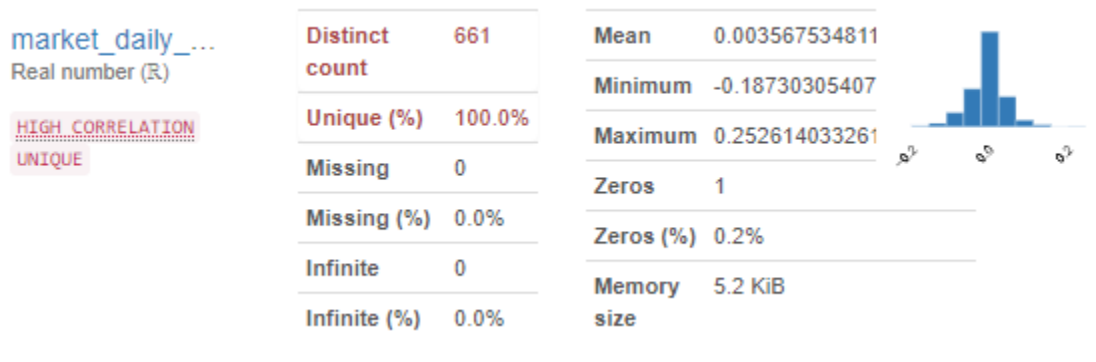 market_daily_...
Real number (ℝ)
HIGH CORRELATION
UNIQUE
Distinct count 661
Unique (%) 100.0%
Missing 0
Missing (%) 0.0%
Infinite 0
Infinite (%) 0.0%
Mean 0.003567534811
Minimum -0.18730305407
Maximum 0.252614033261
Zeros 1
Zeros (%) 0.2%
Memory size 5.2 KiB
-0.2 0.0 0.2